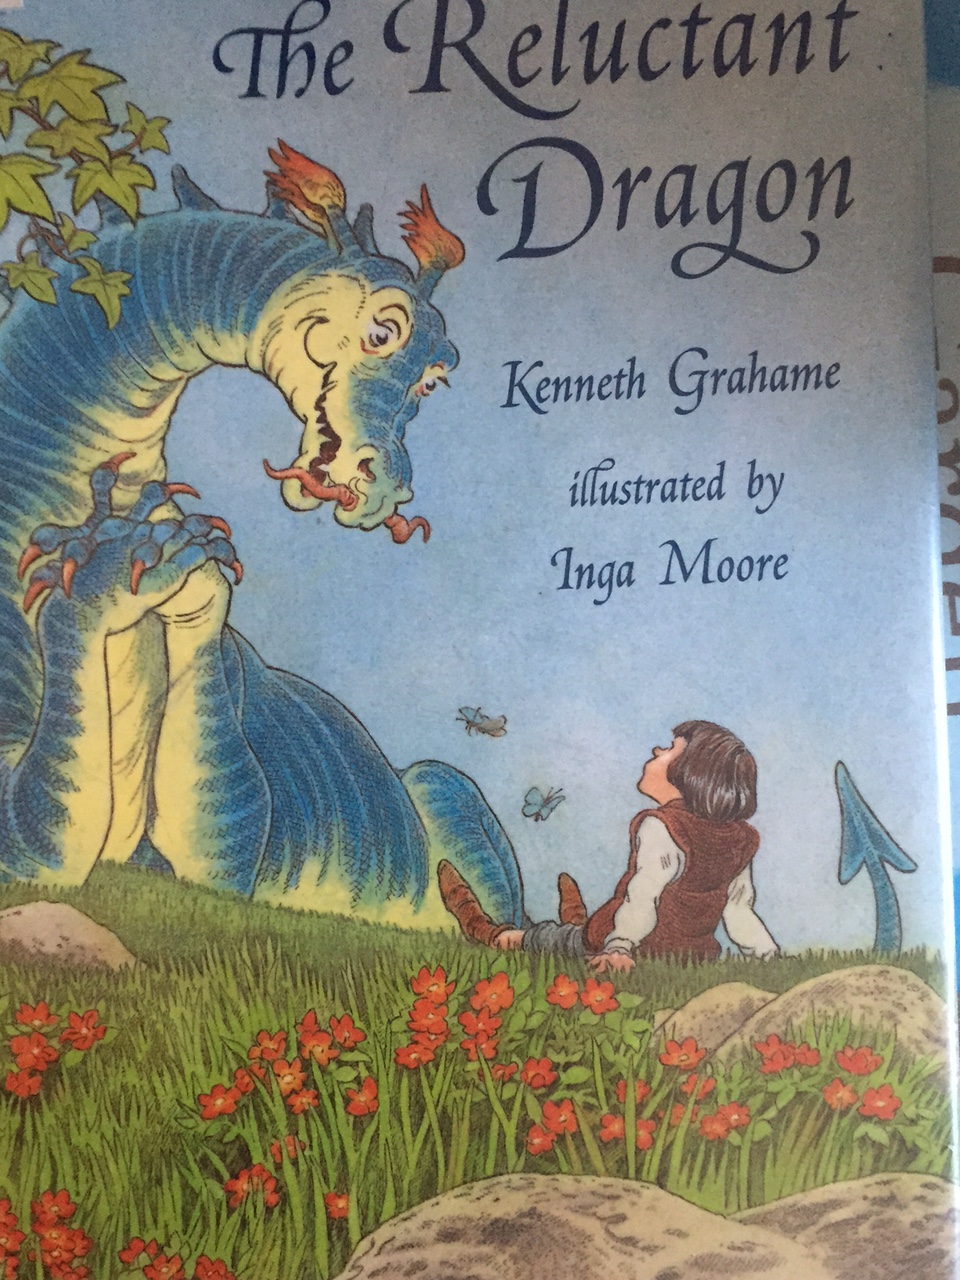 The Reluctant
Dragon
Kenneth Grahame
illustrated by
Inga Moore